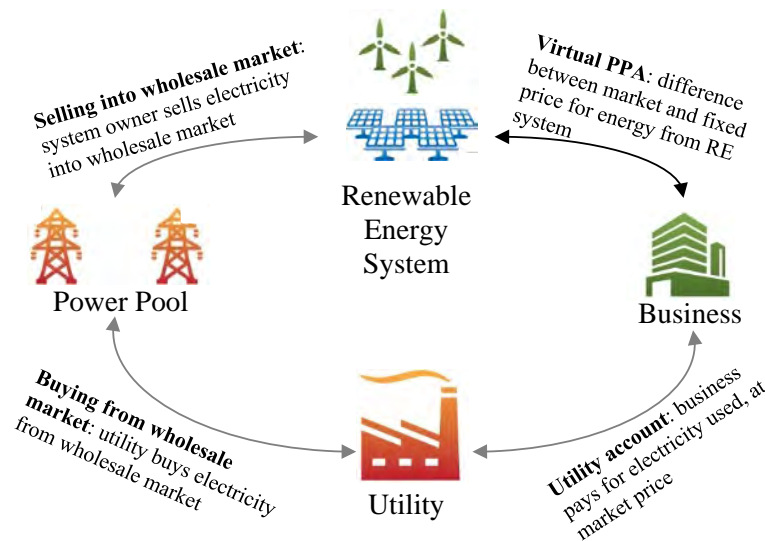 Selling into wholesale market:
system owner sells electricity
into wholesale market
Virtual PPA: difference
between market and fixed
price for energy from RE
system
Renewable
Energy
System
Power Pool
Business
Buying from wholesale
market: utility buys electricity
from wholesale market
Utility
Utility account: business
pays for electricity used, at
market price